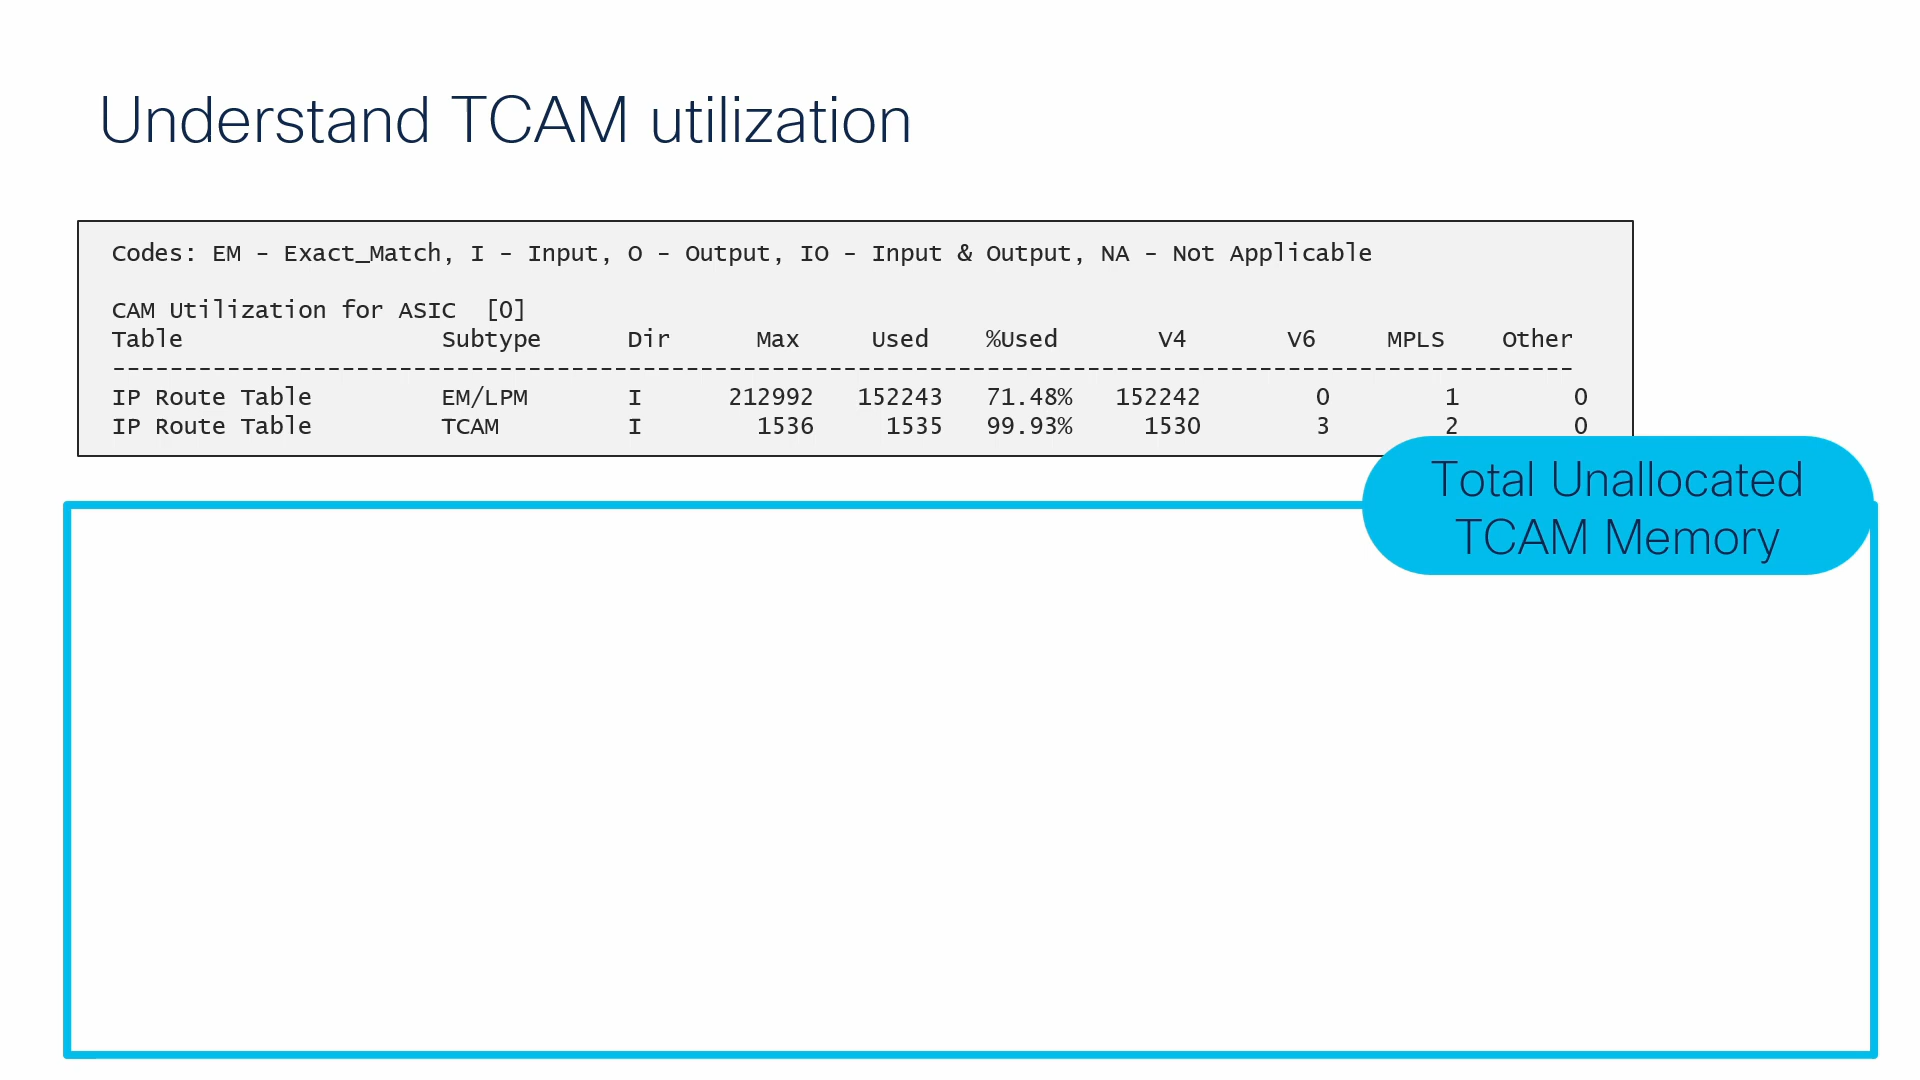 Understand TCAM utilization
Codes: EM - Exact_Match, I - Input, O - Output, IO - Input & Output, NA - Not Applicable
CAM Utilization for ASIC  [0]
Table                  Subtype      Dir      Max     Used    %Used       V4       V6     MPLS    Other
------------------------------------------------------------------------------------------------------
IP Route Table         EM/LPM       I      212992   152243   71.48%   152242        0        1        0
IP Route Table         TCAM         I        1536     1535   99.93%     1530        3        2        0
Total Unallocated
TCAM Memory